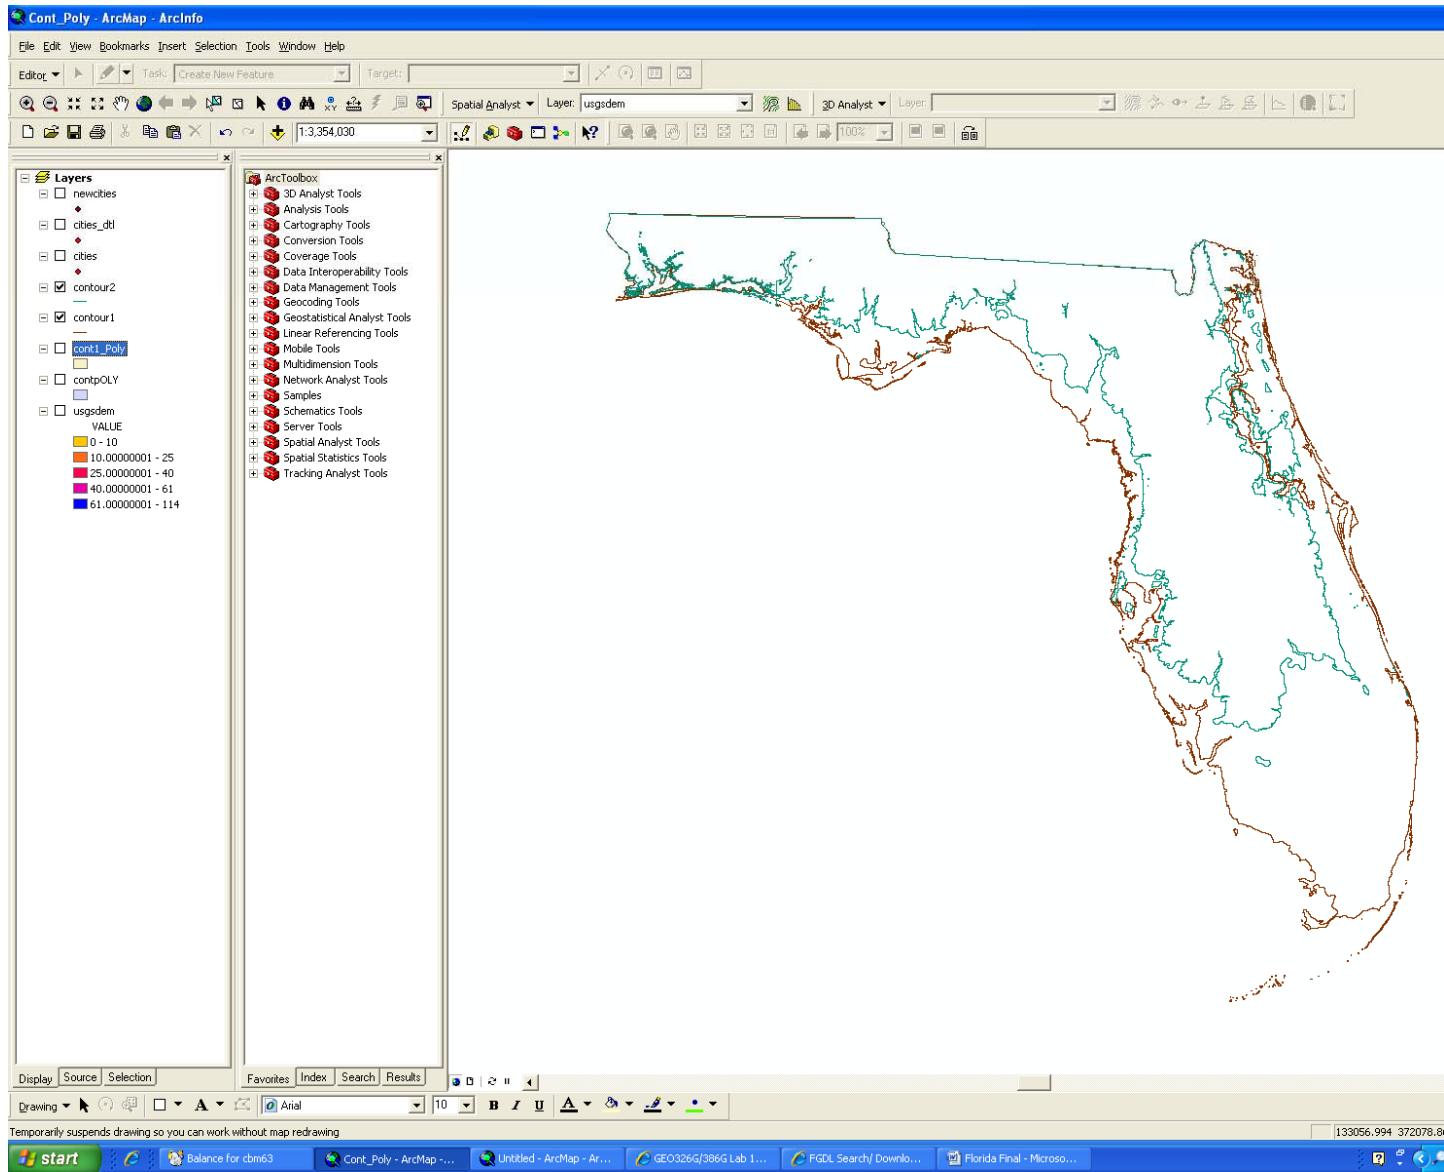 Cont_Poly - ArcMap - ArcInfo
File Edit View Bookmarks Insert Selection Tools Window Help
Editor Task: Create New Feature Target:
Spatial Analyst Layer: usgsdem 3D Analyst Layer:
1:3,354,030 100%
Layers
newcities
cities_dtl
cities
contour2
contour1
cont1_Poly
contpOLY
usgsdem
VALUE
0 - 10
10.00000001 - 25
25.00000001 - 40
40.00000001 - 61
61.00000001 - 114
Display Source Selection
ArcToolbox
3D Analyst Tools
Analysis Tools
Cartography Tools
Conversion Tools
Coverage Tools
Data Interoperability Tools
Data Management Tools
Geocoding Tools
Geostatistical Analyst Tools
Linear Referencing Tools
Mobile Tools
Multidimension Tools
Network Analyst Tools
Samples
Schematics Tools
Server Tools
Spatial Analyst Tools
Spatial Statistics Tools
Tracking Analyst Tools
Favorites Index Search Results
Drawing A Arial 10 B I U A
Temporarily suspends drawing so you can work without map redrawing
133056.994 372078.8
start Balance for cbm63 Cont_Poly - ArcMap -... Untitled - ArcMap - Ar... GEO326G/386G Lab 1... FGDL Search/ Downlo... Florida Final - Microso...